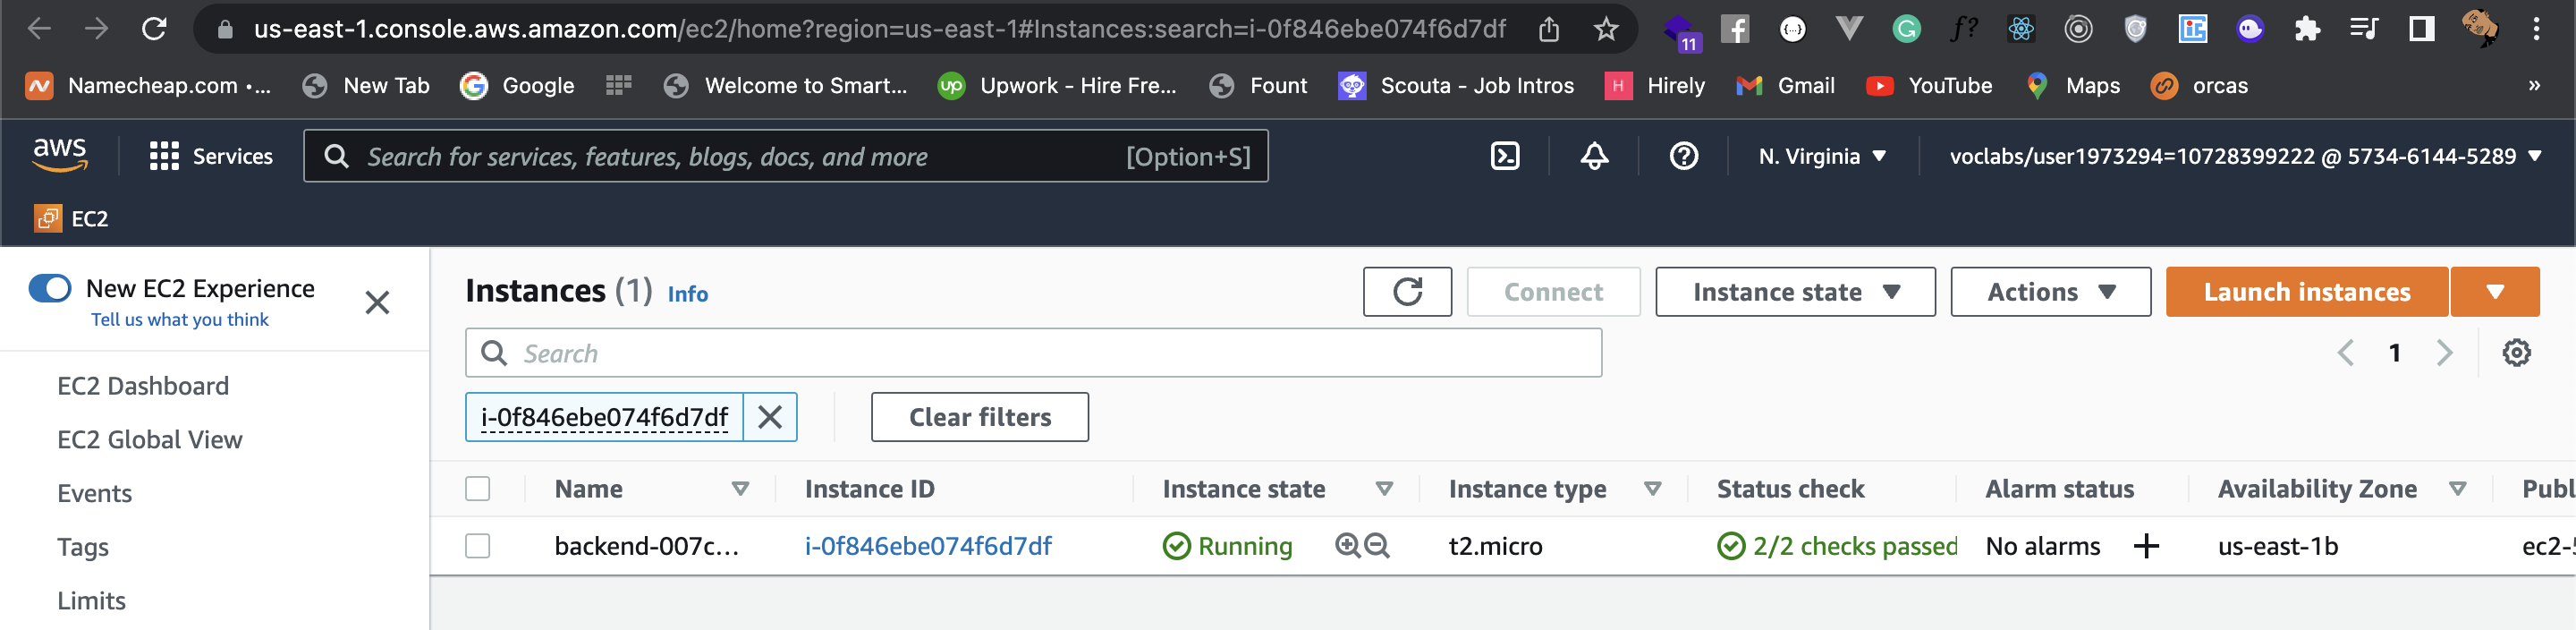 us-east-1.console.aws.amazon.com/ec2/home?region=us-east-1#Instances:search=i-0f846ebe074f6d7df
11
Namecheap.com •...
New Tab
Google
Welcome to Smart...
up
Upwork - Hire Fre...
Fount
Scouta - Job Intros
H
Hirely
Gmail
YouTube
Maps
orcas
»
aws
Services
Search for services, features, blogs, docs, and more
[Option+S]
N. Virginia
voclabs/user1973294=10728399222 @ 5734-6144-5289
EC2
New EC2 Experience
Tell us what you think
EC2 Dashboard
EC2 Global View
Events
Tags
Limits
Instances (1) Info
Connect
Instance state
Actions
Launch instances
Search
1
i-0f846ebe074f6d7df
Clear filters
Name
Instance ID
Instance state
Instance type
Status check
Alarm status
Availability Zone
Publ
backend-007c...
i-0f846ebe074f6d7df
Running
t2.micro
2/2 checks passed
No alarms
us-east-1b
ec2-